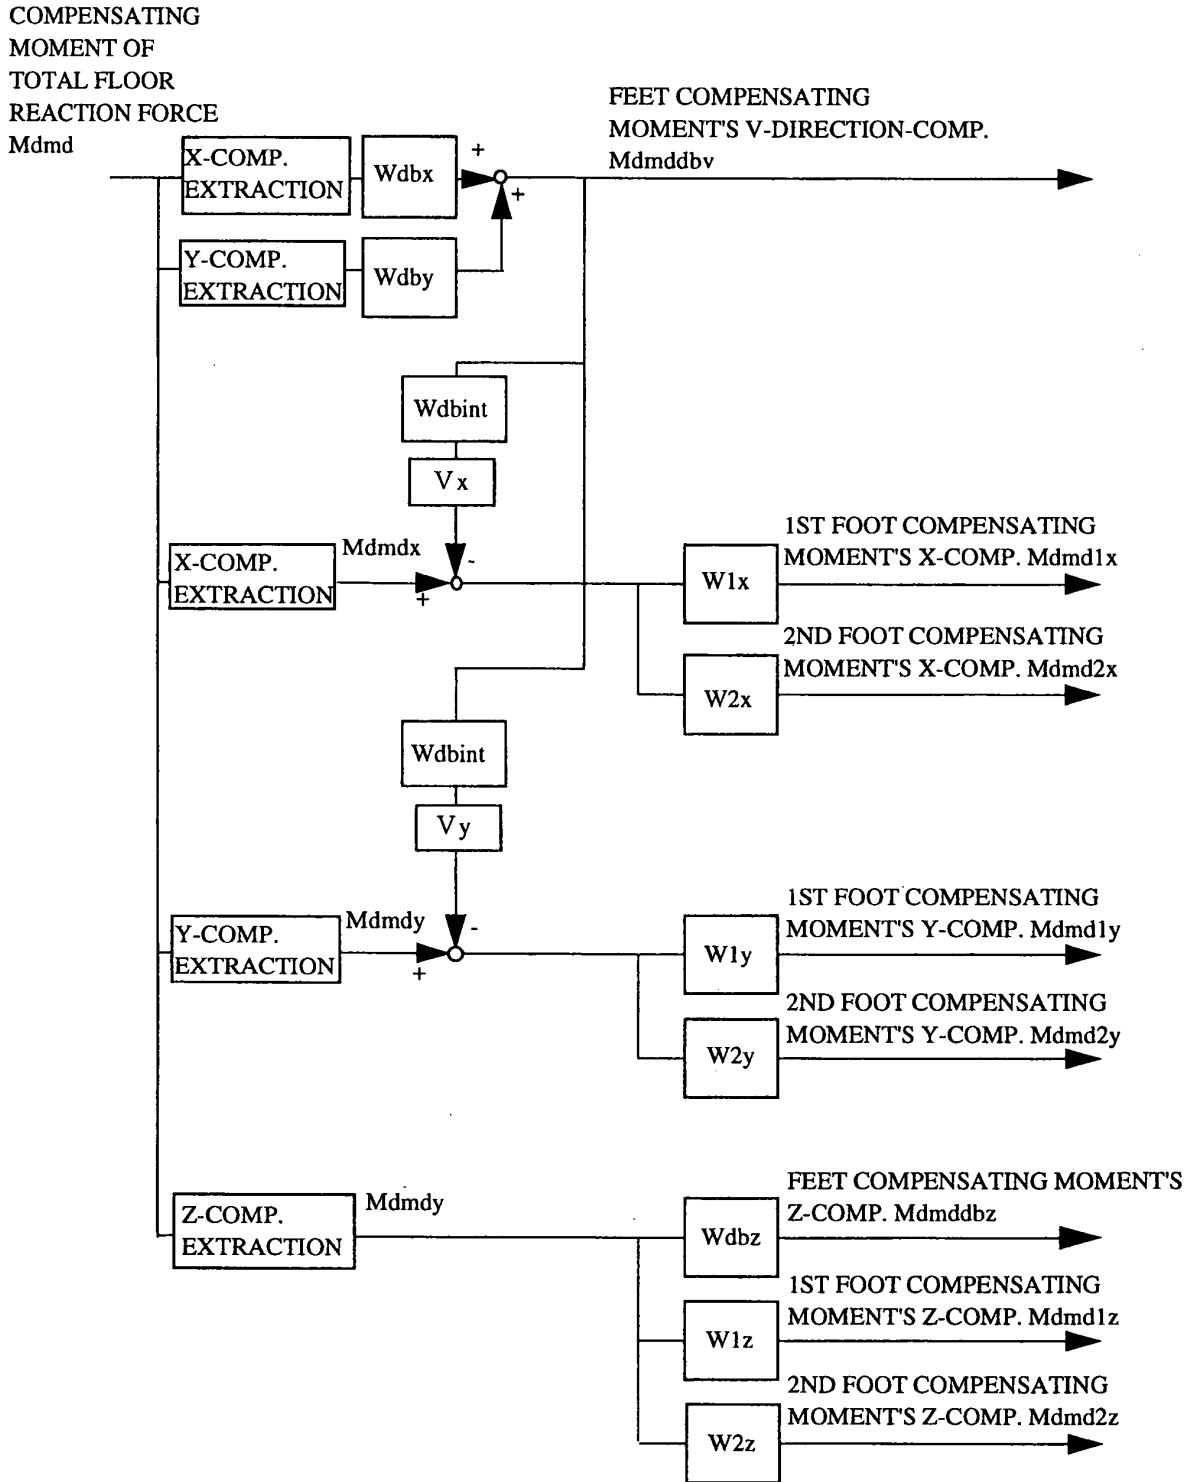 COMPENSATING
MOMENT OF
TOTAL FLOOR
REACTION FORCE
Mdmd
X-COMP.
EXTRACTION
Wdbx
+
+
FEET COMPENSATING
MOMENT'S V-DIRECTION-COMP.
Mdmddbv
Y-COMP.
EXTRACTION
Wdby
Wdbint
Vx
X-COMP.
EXTRACTION
Mdmdx
-
+
W1x
1ST FOOT COMPENSATING
MOMENT'S X-COMP. Mdmd1x
W2x
2ND FOOT COMPENSATING
MOMENT'S X-COMP. Mdmd2x
Wdbint
Vy
Y-COMP.
EXTRACTION
Mdmdy
-
+
W1y
1ST FOOT COMPENSATING
MOMENT'S Y-COMP. Mdmd1y
W2y
2ND FOOT COMPENSATING
MOMENT'S Y-COMP. Mdmd2y
Z-COMP.
EXTRACTION
Mdmdy
Wdbz
FEET COMPENSATING MOMENT'S
Z-COMP. Mdmddbz
W1z
1ST FOOT COMPENSATING
MOMENT'S Z-COMP. Mdmd1z
W2z
2ND FOOT COMPENSATING
MOMENT'S Z-COMP. Mdmd2z